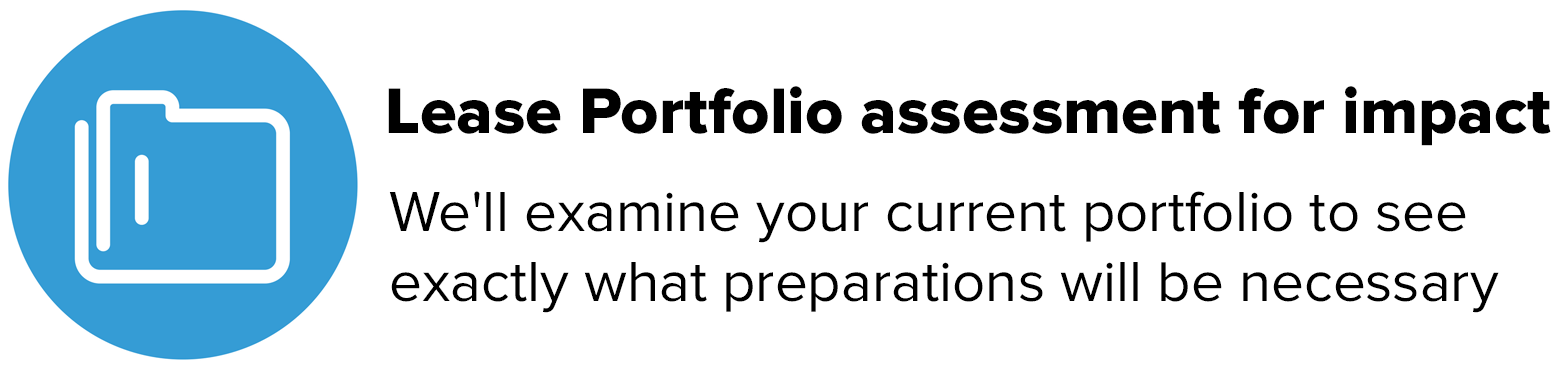 Lease Portfolio assessment for impact
We'll examine your current portfolio to see
exactly what preparations will be necessary